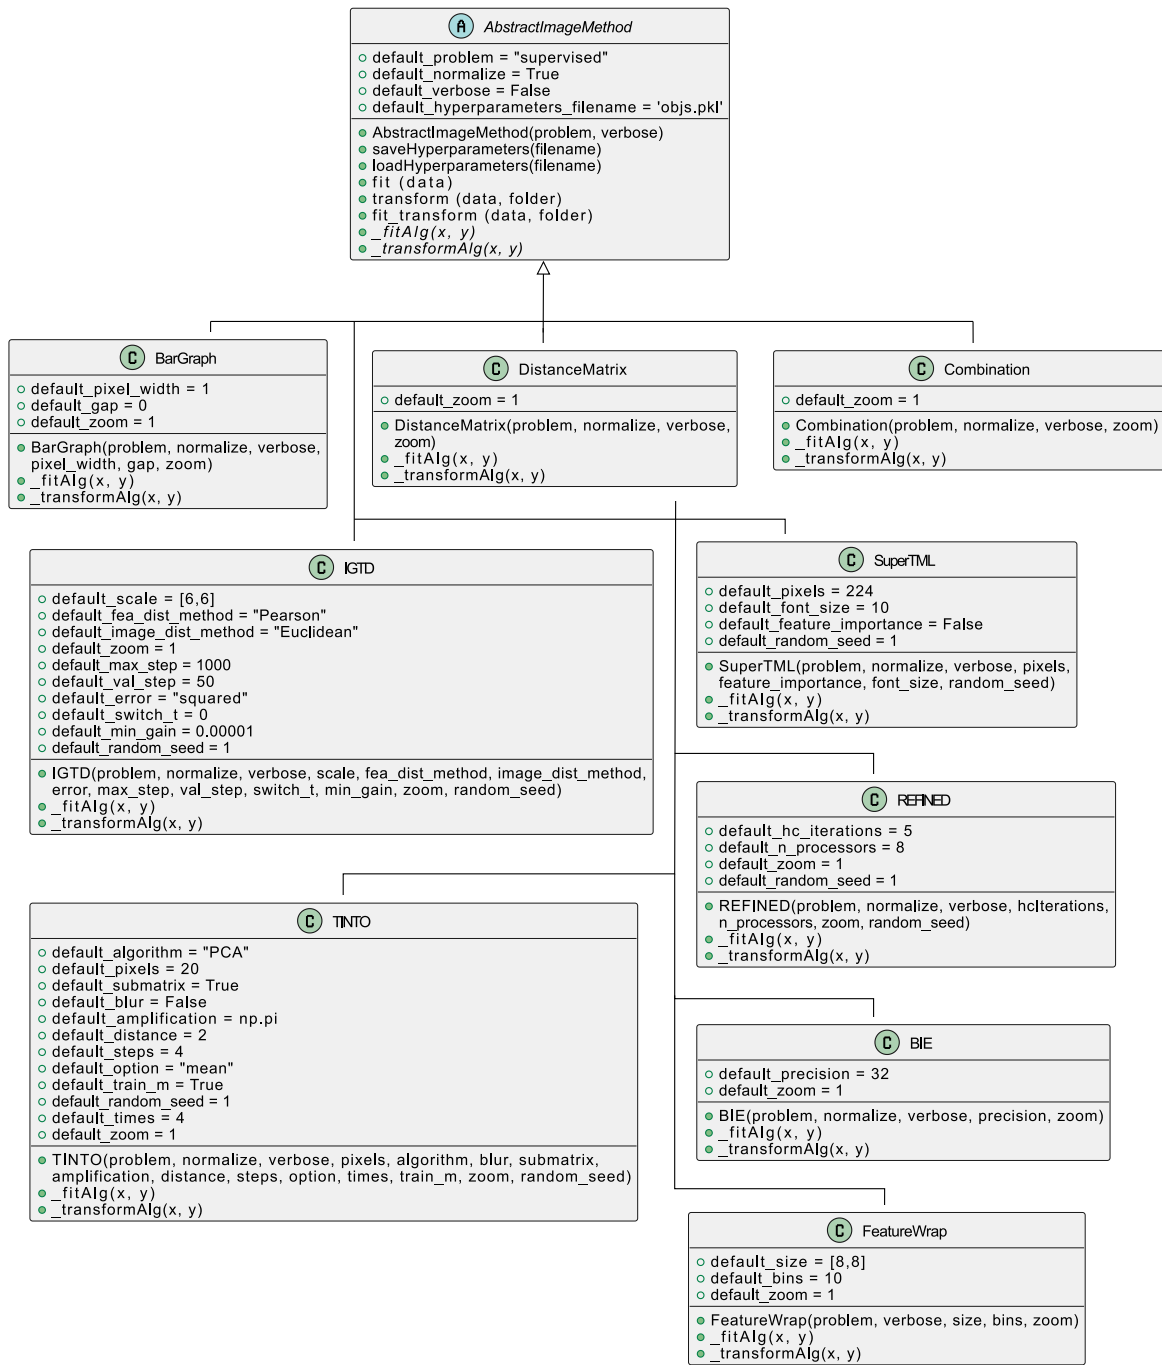 A AbstractImageMethod
default_problem = "supervised"
default_normalize = True
default_verbose = False
default_hyperparameters_filename = 'objs.pkl'
AbstractImageMethod(problem, verbose)
saveHyperparameters(filename)
loadHyperparameters(filename)
fit (data)
transform (data, folder)
fit_transform (data, folder)
_fitAlg(x, y)
_transformAlg(x, y)
C BarGraph
default_pixel_width = 1
default_gap = 0
default_zoom = 1
BarGraph(problem, normalize, verbose,
pixel_width, gap, zoom)
_fitAlg(x, y)
_transformAlg(x, y)
C DistanceMatrix
default_zoom = 1
DistanceMatrix(problem, normalize, verbose,
zoom)
_fitAlg(x, y)
_transformAlg(x, y)
C Combination
default_zoom = 1
Combination(problem, normalize, verbose, zoom)
_fitAlg(x, y)
_transformAlg(x, y)
C IGTD
default_scale = [6,6]
default_fea_dist_method = "Pearson"
default_image_dist_method = "Euclidean"
default_zoom = 1
default_max_step = 1000
default_val_step = 50
default_error = "squared"
default_switch_t = 0
default_min_gain = 0.00001
default_random_seed = 1
IGTD(problem, normalize, verbose, scale, fea_dist_method, image_dist_method,
error, max_step, val_step, switch_t, min_gain, zoom, random_seed)
_fitAlg(x, y)
_transformAlg(x, y)
C SuperTML
default_pixels = 224
default_font_size = 10
default_feature_importance = False
default_random_seed = 1
SuperTML(problem, normalize, verbose, pixels,
feature_importance, font_size, random_seed)
_fitAlg(x, y)
_transformAlg(x, y)
C REFINED
default_hc_iterations = 5
default_n_processors = 8
default_zoom = 1
default_random_seed = 1
REFINED(problem, normalize, verbose, hcIterations,
n_processors, zoom, random_seed)
_fitAlg(x, y)
_transformAlg(x, y)
C TINTO
default_algorithm = "PCA"
default_pixels = 20
default_submatrix = True
default_blur = False
default_amplification = np.pi
default_distance = 2
default_steps = 4
default_option = "mean"
default_train_m = True
default_random_seed = 1
default_times = 4
default_zoom = 1
TINTO(problem, normalize, verbose, pixels, algorithm, blur, submatrix,
amplification, distance, steps, option, times, train_m, zoom, random_seed)
_fitAlg(x, y)
_transformAlg(x, y)
C BIE
default_precision = 32
default_zoom = 1
BIE(problem, normalize, verbose, precision, zoom)
_fitAlg(x, y)
_transformAlg(x, y)
C FeatureWrap
default_size = [8,8]
default_bins = 10
default_zoom = 1
FeatureWrap(problem, verbose, size, bins, zoom)
_fitAlg(x, y)
_transformAlg(x, y)